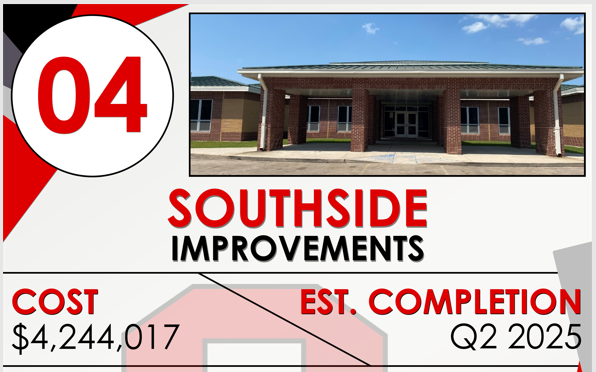 04
SOUTHSIDE
IMPROVEMENTS
COST
$4,244,017
EST. COMPLETION
Q2 2025